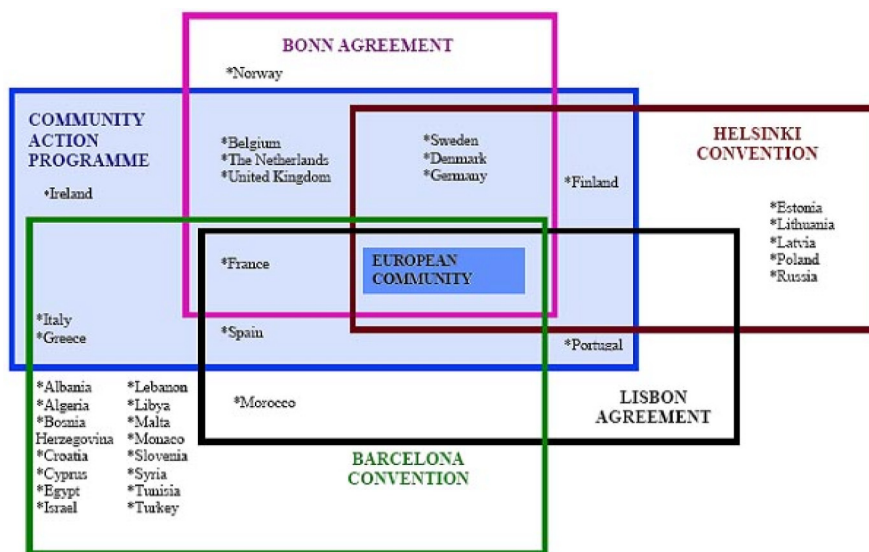 BONN AGREEMENT
*Norway
COMMUNITY
ACTION
PROGRAMME
*Ireland
*Belgium
*The Netherlands
*United Kingdom
*Sweden
*Denmark
*Germany
*Finland
HELSINKI
CONVENTION
*Estonia
*Lithuania
*Latvia
*Poland
*Russia
*France
EUROPEAN
COMMUNITY
*Italy
*Greece
*Spain
*Portugal
*Albania
*Algeria
*Bosnia
Herzegovina
*Croatia
*Cyprus
*Egypt
*Israel
*Lebanon
*Libya
*Malta
*Monaco
*Slovenia
*Syria
*Tunisia
*Turkey
*Morocco
LISBON
AGREEMENT
BARCELONA
CONVENTION